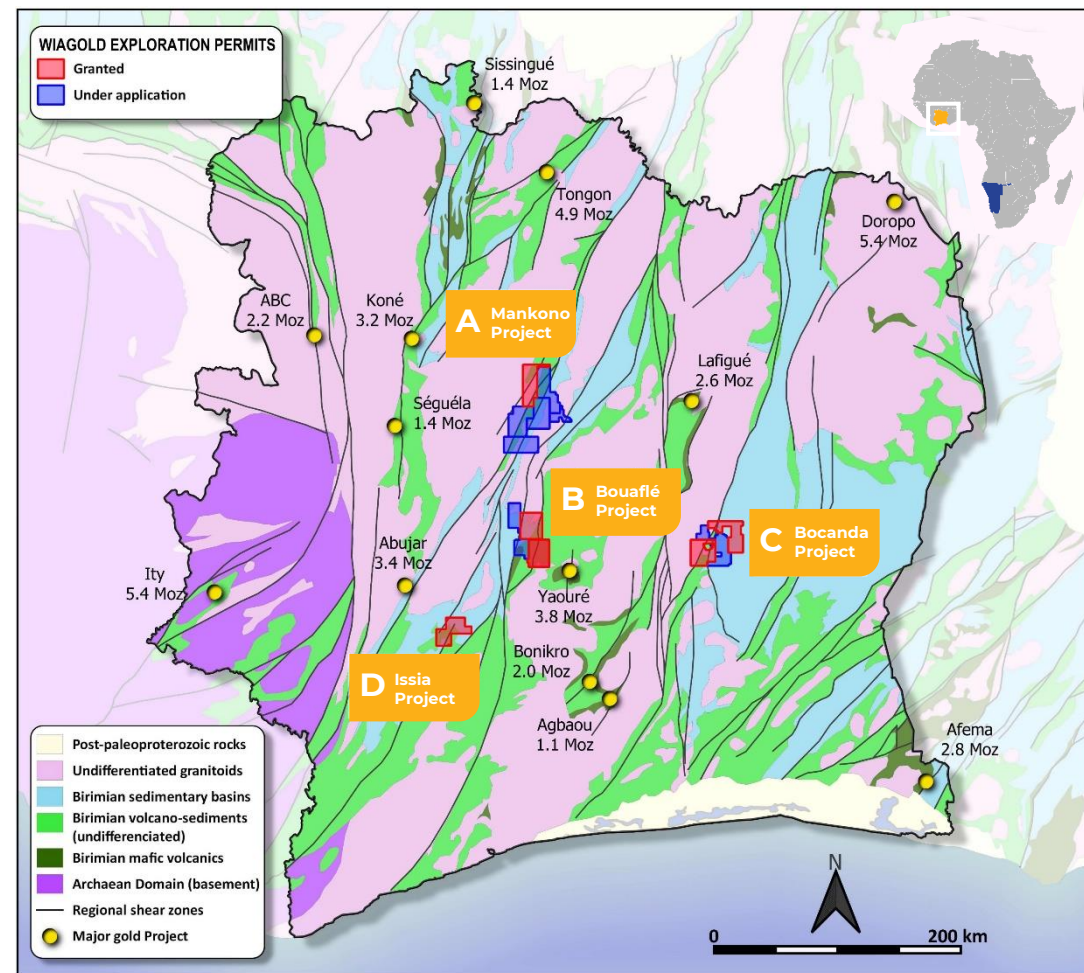 WIAGOLD EXPLORATION PERMITS
Granted
Under application
Sissingué
1.4 Moz
Tongon
4.9 Moz
Doropo
5.4 Moz
ABC
2.2 Moz
Koné
3.2 Moz
A Mankono
Project
Lafigué
2.6 Moz
Séguéla
1.4 Moz
B Bouaflé
Project
C Bocanda
Project
Abujar
3.4 Moz
Ity
5.4 Moz
Yaouré
3.8 Moz
D Issia
Project
Bonikro
2.0 Moz
Agbaou
1.1 Moz
Afema
2.8 Moz
Post-paleoproterozoic rocks
Undifferentiated granitoids
Birimian sedimentary basins
Birimian volcano-sediments
(undifferenciated)
Birimian mafic volcanics
Archaean Domain (basement)
Regional shear zones
Major gold Project
N
0 200 km